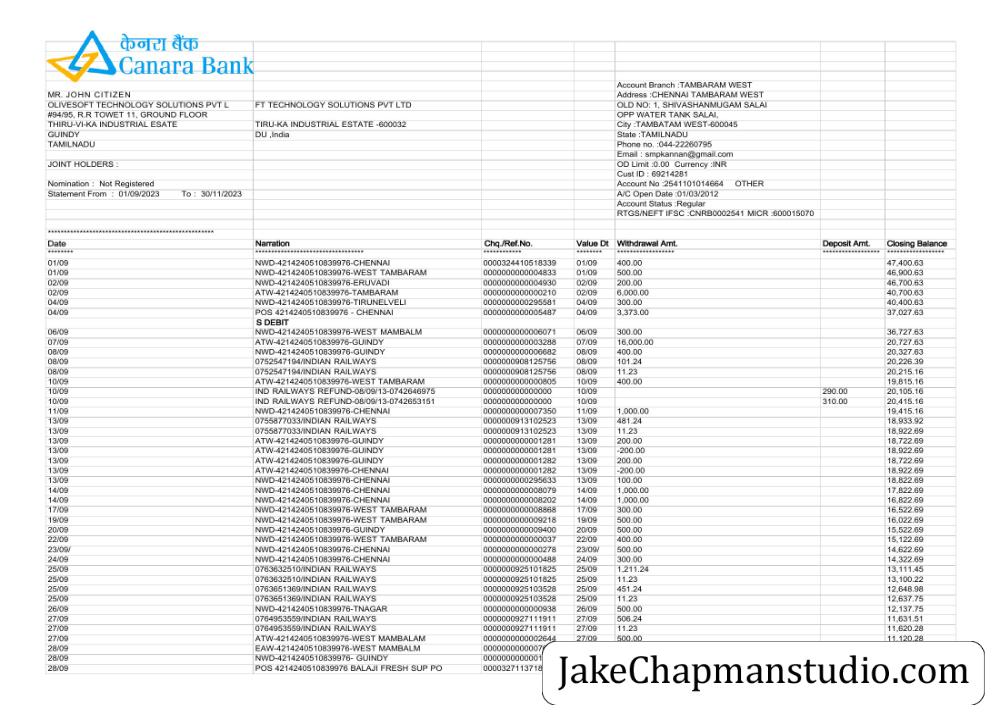 केनरा बैंक
Canara Bank
Account Branch :TAMBARAM WEST
MR. JOHN CITIZEN Address :CHENNAI TAMBARAM WEST
OLIVESOFT TECHNOLOGY SOLUTIONS PVT L FT TECHNOLOGY SOLUTIONS PVT LTD OLD NO: 1, SHIVASHANMUGAM SALAI
#94/95, R.R TOWET 11, GROUND FLOOR OPP WATER TANK SALAI,
THIRU-VI-KA INDUSTRIAL ESATE TIRU-KA INDUSTRIAL ESTATE -600032 City :TAMBATAM WEST-600045
GUINDY DU ,India State :TAMILNADU
TAMILNADU Phone no. :044-22260795
Email : smpkannan@gmail.com
JOINT HOLDERS : OD Limit :0.00 Currency :INR
Cust ID : 69214281
Nomination : Not Registered Account No :2541101014664 OTHER
Statement From : 01/09/2023 To : 30/11/2023 A/C Open Date :01/03/2012
Account Status :Regular
RTGS/NEFT IFSC :CNRB0002541 MICR :600015070
Date Narration Chq./Ref.No. Value Dt Withdrawal Amt. Deposit Amt. Closing Balance
01/09 NWD-4214240510839976-CHENNAI 0000324410518339 01/09 400.00 47,400.63
01/09 NWD-4214240510839976-WEST TAMBARAM 0000000000004833 01/09 500.00 46,900.63
02/09 NWD-4214240510839976-ERUVADI 0000000000004930 02/09 200.00 46,700.63
02/09 ATW-4214240510839976-TAMBARAM 0000000000000210 02/09 6,000.00 40,700.63
04/09 NWD-4214240510839976-TIRUNELVELI 0000000000295581 04/09 300.00 40,400.63
04/09 POS 4214240510839976 - CHENNAI 0000000000005487 04/09 3,373.00 37,027.63
S DEBIT
06/09 NWD-4214240510839976-WEST MAMBALM 0000000000006071 06/09 300.00 36,727.63
07/09 ATW-4214240510839976-GUINDY 0000000000003288 07/09 16,000.00 20,727.63
08/09 NWD-4214240510839976-GUINDY 0000000000006682 08/09 400.00 20,327.63
08/09 0752547194/INDIAN RAILWAYS 0000000908125756 08/09 101.24 20,226.39
08/09 0752547194/INDIAN RAILWAYS 0000000908125756 08/09 11.23 20,215.16
10/09 ATW-4214240510839976-WEST TAMBARAM 0000000000000805 10/09 400.00 19,815.16
10/09 IND RAILWAYS REFUND-08/09/13-0742646975 0000000000000000 10/09 290.00 20,105.16
10/09 IND RAILWAYS REFUND-08/09/13-0742653151 0000000000000000 10/09 310.00 20,415.16
11/09 NWD-4214240510839976-CHENNAI 0000000000007350 11/09 1,000.00 19,415.16
13/09 0755877033/INDIAN RAILWAYS 0000000913102523 13/09 481.24 18,933.92
13/09 0755877033/INDIAN RAILWAYS 0000000913102523 13/09 11.23 18,922.69
13/09 ATW-4214240510839976-GUINDY 0000000000001281 13/09 200.00 18,722.69
13/09 ATW-4214240510839976-GUINDY 0000000000001281 13/09 -200.00 18,922.69
13/09 ATW-4214240510839976-GUINDY 0000000000001282 13/09 200.00 18,722.69
13/09 ATW-4214240510839976-CHENNAI 0000000000001282 13/09 -200.00 18,922.69
13/09 NWD-4214240510839976-CHENNAI 0000000000295633 13/09 100.00 18,822.69
14/09 NWD-4214240510839976-CHENNAI 0000000000008079 14/09 1,000.00 17,822.69
14/09 NWD-4214240510839976-CHENNAI 0000000000008202 14/09 1,000.00 16,822.69
17/09 NWD-4214240510839976-WEST TAMBARAM 0000000000008868 17/09 300.00 16,522.69
19/09 NWD-4214240510839976-WEST TAMBARAM 0000000000009218 19/09 500.00 16,022.69
20/09 NWD-4214240510839976-GUINDY 0000000000009400 20/09 500.00 15,522.69
22/09 NWD-4214240510839976-WEST TAMBARAM 0000000000000037 22/09 400.00 15,122.69
23/09/ NWD-4214240510839976-CHENNAI 0000000000000278 23/09/ 500.00 14,622.69
24/09 NWD-4214240510839976-CHENNAI 0000000000000488 24/09 300.00 14,322.69
25/09 0763632510/INDIAN RAILWAYS 0000000925101825 25/09 1,211.24 13,111.45
25/09 0763632510/INDIAN RAILWAYS 0000000925101825 25/09 11.23 13,100.22
25/09 0763651369/INDIAN RAILWAYS 0000000925103528 25/09 451.24 12,648.98
25/09 0763651369/INDIAN RAILWAYS 0000000925103528 25/09 11.23 12,637.75
26/09 NWD-4214240510839976-TNAGAR 0000000000000938 26/09 500.00 12,137.75
27/09 0764953559/INDIAN RAILWAYS 0000000927111911 27/09 506.24 11,631.51
27/09 0764953559/INDIAN RAILWAYS 0000000927111911 27/09 11.23 11,620.28
27/09 ATW-4214240510839976-WEST MAMBALAM 0000000000002644 27/09 500.00 11,120.28
28/09 EAW-4214240510839976-WEST MAMBALM
28/09 NWD-4214240510839976- GUINDY
28/09 POS 4214240510839976 BALAJI FRESH SUP PO
JakeChapmanstudio.com